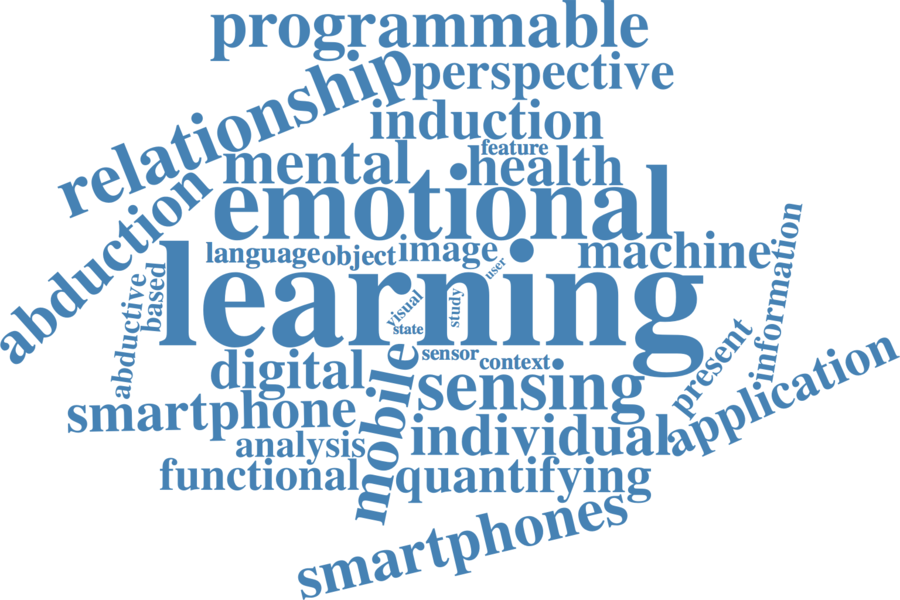 programmable
relationship
perspective
induction
feature
mental
health
abduction
emotional
language
object
image
machine
information
learning
abductive
based
visual
state
study
user
digital
mobile
sensor
context
sensing
present
application
smartphone
analysis
individual
functional
quantifying
smartphones